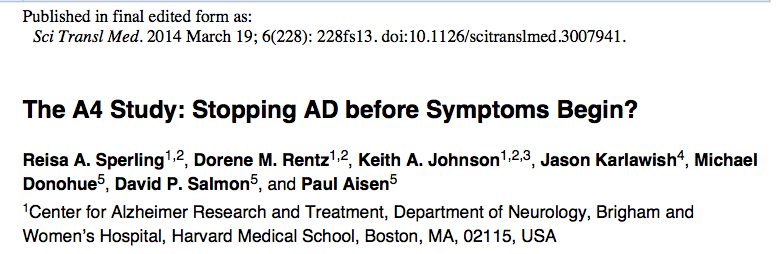 Published in final edited form as:
Sci Transl Med. 2014 March 19; 6(228): 228fs13. doi:10.1126/scitranslmed.3007941.
The A4 Study: Stopping AD before Symptoms Begin?
Reisa A. Sperling1,2, Dorene M. Rentz1,2, Keith A. Johnson1,2,3, Jason Karlawish4, Michael
Donohue5, David P. Salmon5, and Paul Aisen5
1Center for Alzheimer Research and Treatment, Department of Neurology, Brigham and
Women’s Hospital, Harvard Medical School, Boston, MA, 02115, USA